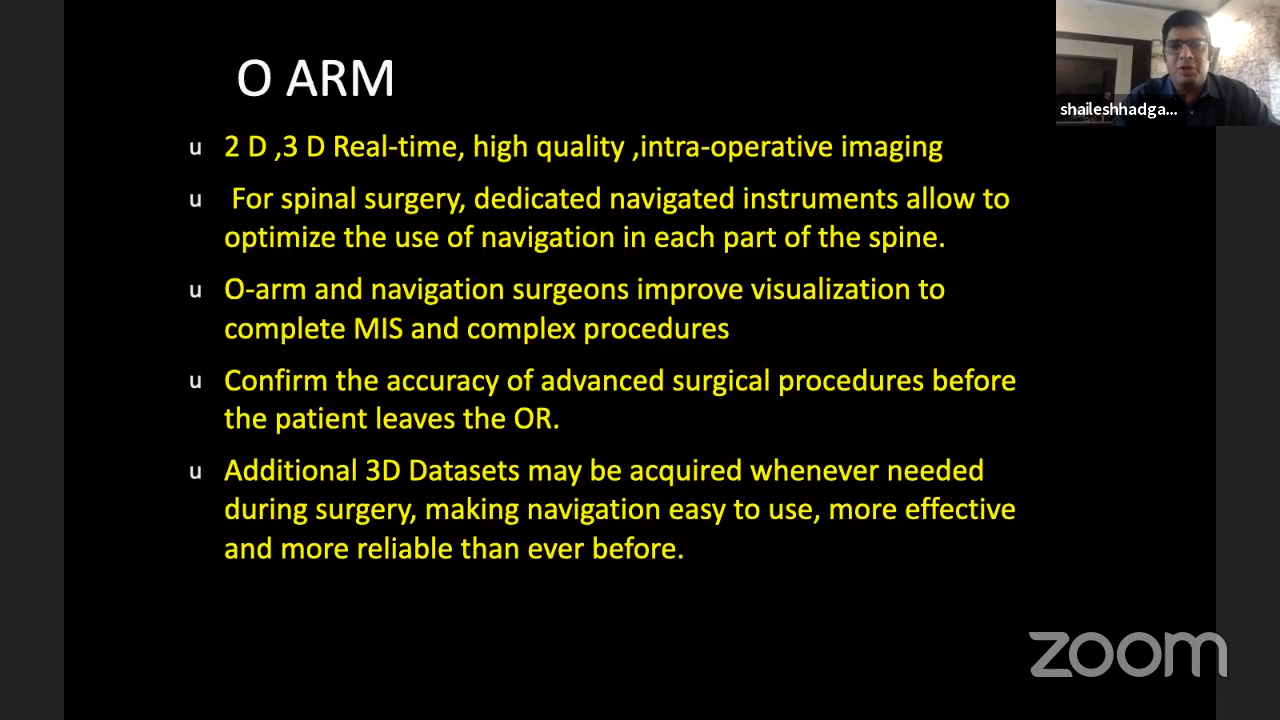 O ARM
u 2 D ,3 D Real-time, high quality ,intra-operative imaging
u For spinal surgery, dedicated navigated instruments allow to
optimize the use of navigation in each part of the spine.
u O-arm and navigation surgeons improve visualization to
complete MIS and complex procedures
u Confirm the accuracy of advanced surgical procedures before
the patient leaves the OR.
u Additional 3D Datasets may be acquired whenever needed
during surgery, making navigation easy to use, more effective
and more reliable than ever before.
shaileshhadga...
zoom